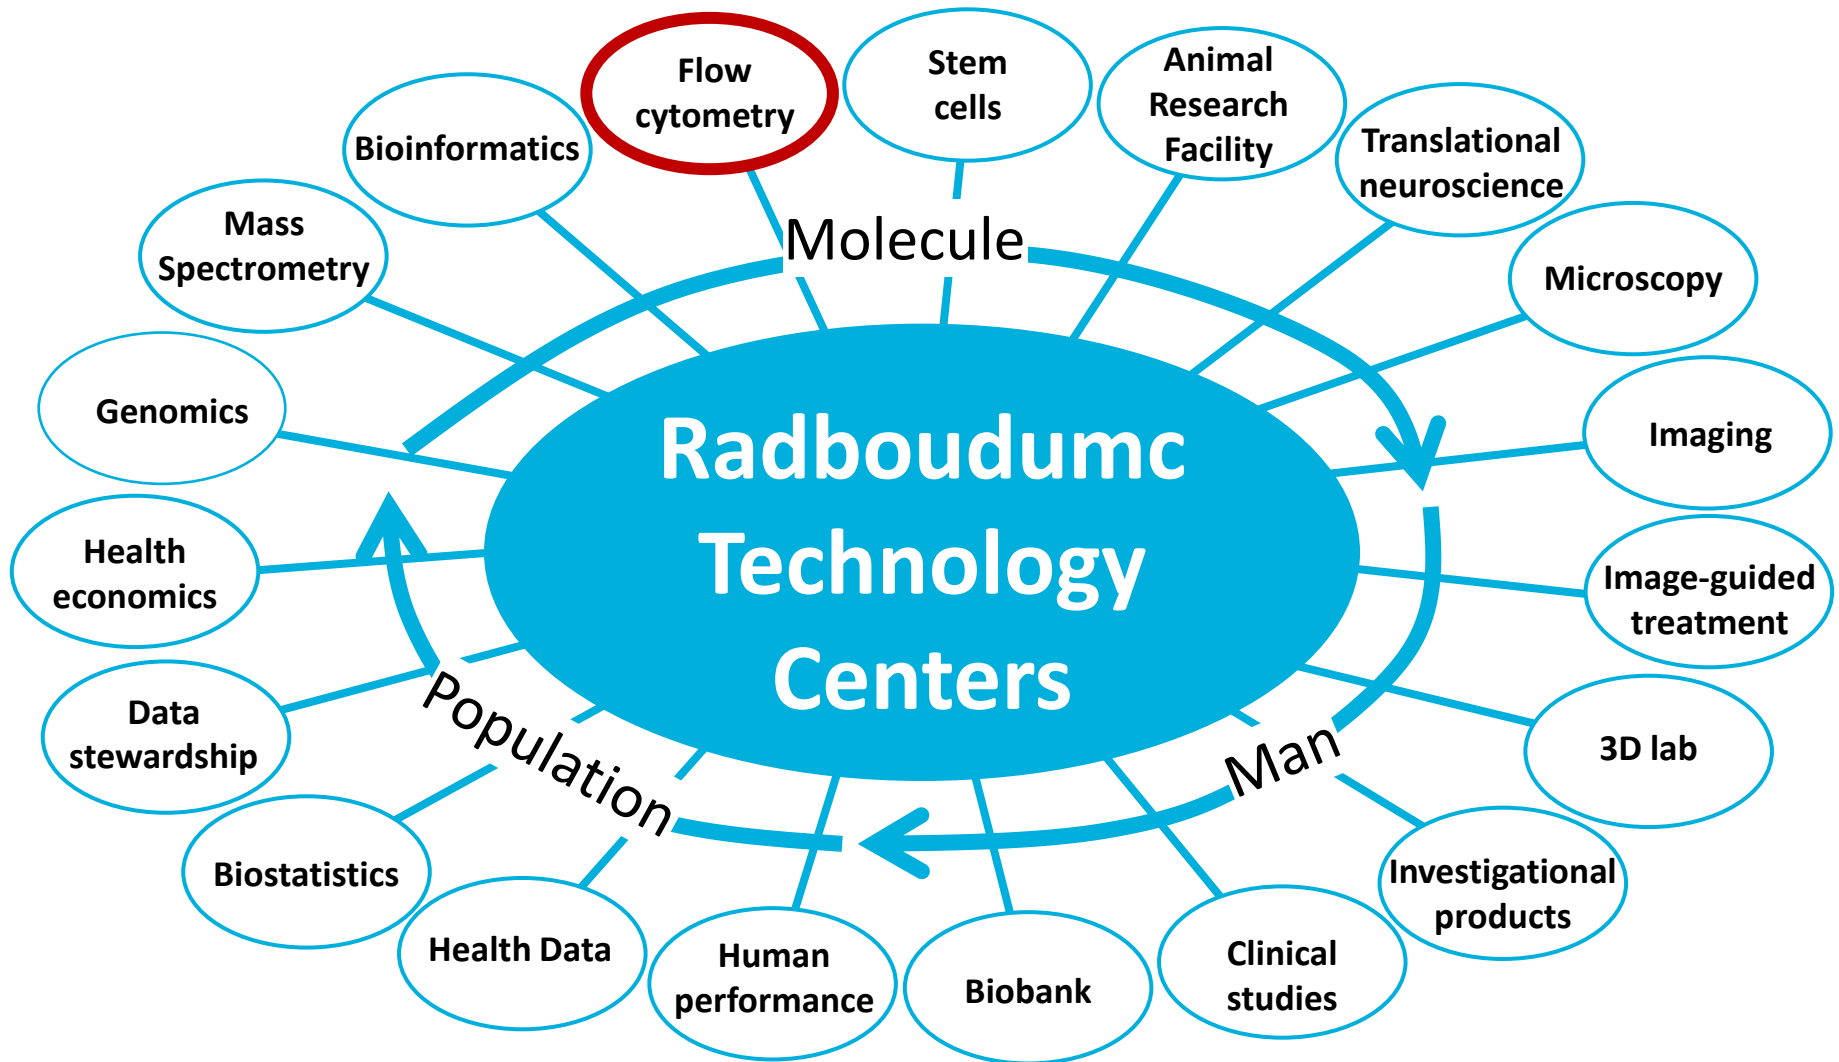 Flow
cytometry
Stem
cells
Animal
Research
Facility
Translational
neuroscience
Microscopy
Imaging
Image-guided
treatment
3D lab
Investigational
products
Clinical
studies
Biobank
Human
performance
Health Data
Biostatistics
Data
stewardship
Health
economics
Genomics
Mass
Spectrometry
Bioinformatics
Molecule
Man
Population
Radboudumc
Technology
Centers